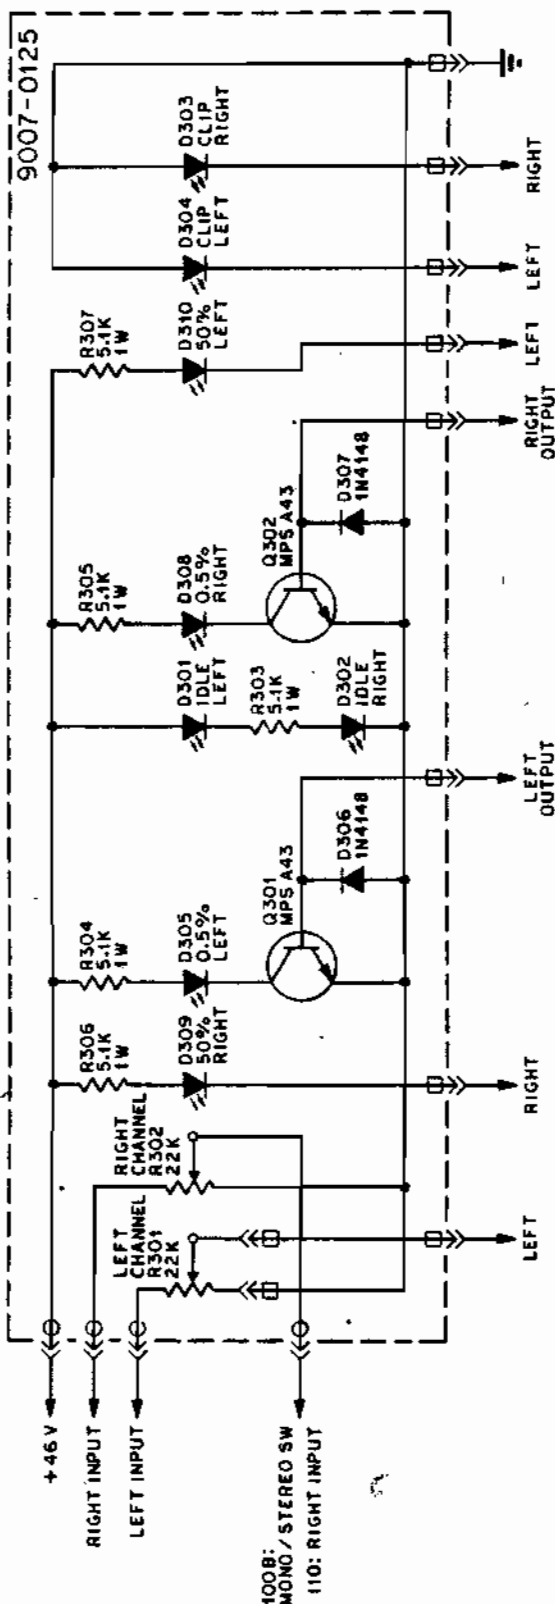 9007-0125
D303
CLIP
RIGHT
D304
CLIP
LEFT
D310
50%
LEFT
R307
5.1K
1W
RIGHT
LEFT
LEFT
RIGHT
OUTPUT
D307
1N4148
Q302
MPS A43
D308
0.5%
RIGHT
R305
5.1K
1W
D301
IDLE
LEFT
R303
5.1K
1W
D302
IDLE
RIGHT
LEFT
OUTPUT
D306
1N4148
Q301
MPS A43
D305
0.5%
LEFT
R304
5.1K
1W
D309
50%
RIGHT
R306
5.1K
1W
RIGHT
RIGHT
CHANNEL
R302
22K
LEFT
CHANNEL
R301
22K
LEFT
+46V
RIGHT INPUT
LEFT INPUT
100B:
MONO/STEREO SW
110: RIGHT INPUT